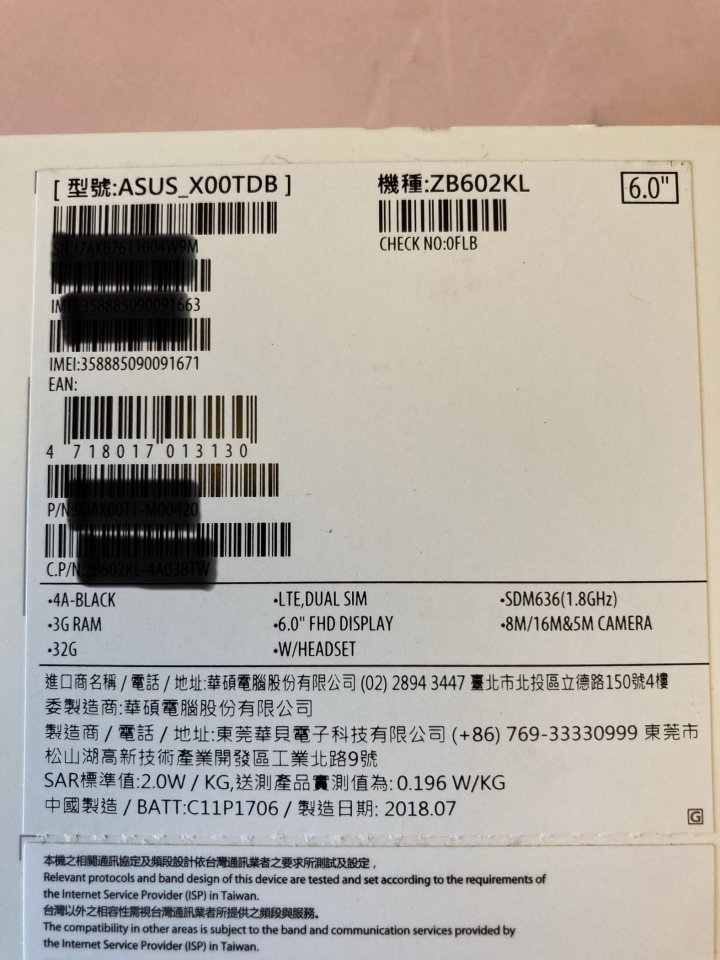 [ 型號:ASUS_X00TDB ]
機種:ZB602KL
6.0"
CHECK NO:0FLB
IMEI:358885090091671
EAN:
4 718017 013130
P/N:
C.P/N:
•4A-BLACK
•LTE,DUAL SIM
•SDM636(1.8GHz)
•3G RAM
•6.0" FHD DISPLAY
•8M/16M&5M CAMERA
•32G
•W/HEADSET
進口商名稱 / 電話 / 地址:華碩電腦股份有限公司 (02) 2894 3447 臺北市北投區立德路150號4樓
委製造商:華碩電腦股份有限公司
製造商 / 電話 / 地址:東莞華貝電子科技有限公司 (+86) 769-33330999 東莞市
松山湖高新技術產業開發區工業北路9號
SAR標準值:2.0W / KG,送測產品實測值為: 0.196 W/KG
中國製造 / BATT:C11P1706 / 製造日期: 2018.07
G
本機之相關通訊協定及頻段設計依台灣通訊業者之要求所測試及設定，
Relevant protocols and band design of this device are tested and set according to the requirements of
the Internet Service Provider (ISP) in Taiwan.
台灣以外之相容性需視台灣通訊業者所提供之頻段與服務。
The compatibility in other areas is subject to the band and communication services provided by
the Internet Service Provider (ISP) in Taiwan.